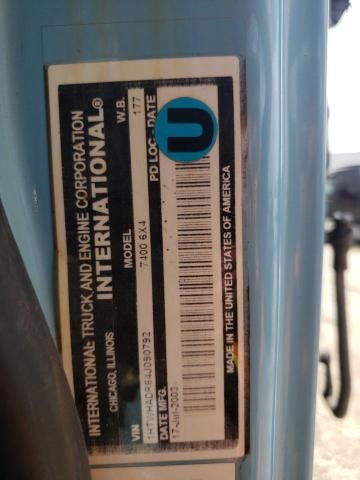 INTERNATIONAL TRUCK AND ENGINE CORPORATION
CHICAGO, ILLINOIS
INTERNATIONAL®
VIN MODEL W.B.
1HTWHADR64J090792 7400 6X4 177
DATE MFG. PD LOC - DATE
17-Jul-2003
U
MADE IN THE UNITED STATES OF AMERICA